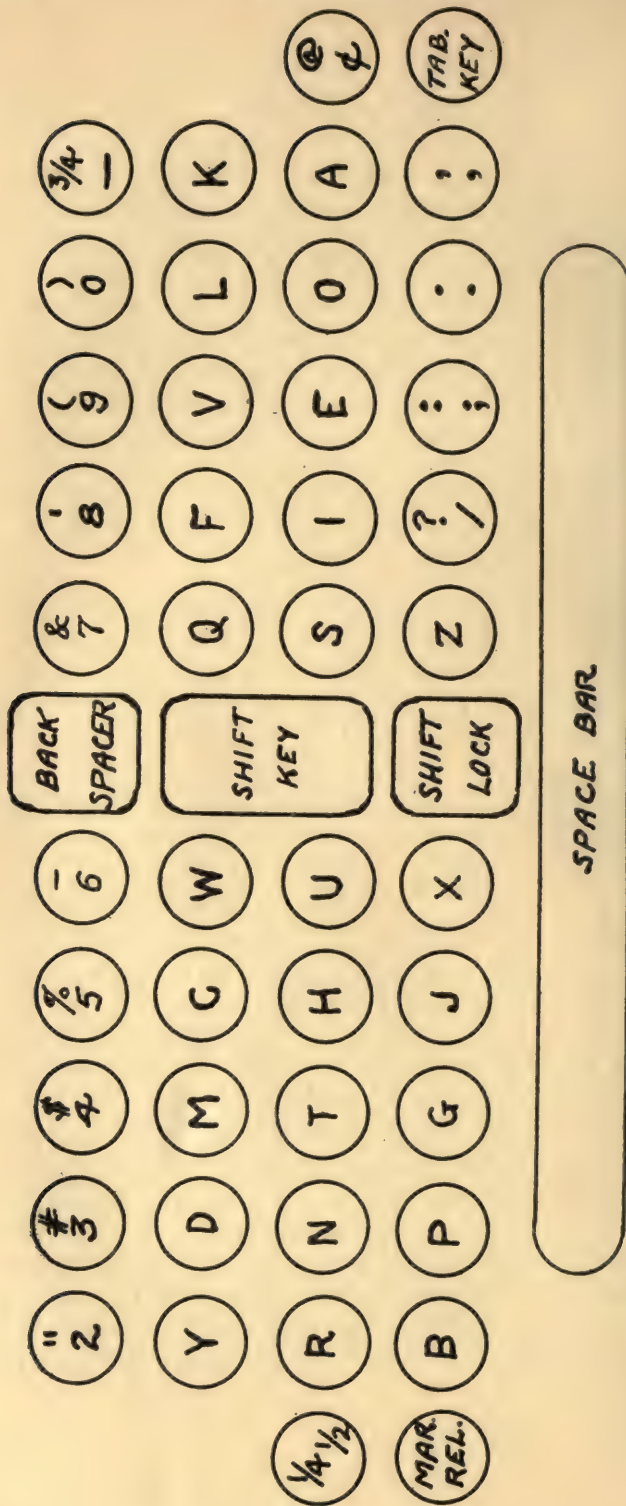 " # $ % - BACK & ' ( ) 3/4
2 3 4 5 6 SPACER 7 8 9 0 —
Y D M C W SHIFT KEY Q F V L K
1/4 1/2 R N T H U S I E O A @ ¢
MAR. B P G J X SHIFT Z ? : . , TAB.
REL. LOCK / ; . , KEY
SPACE BAR